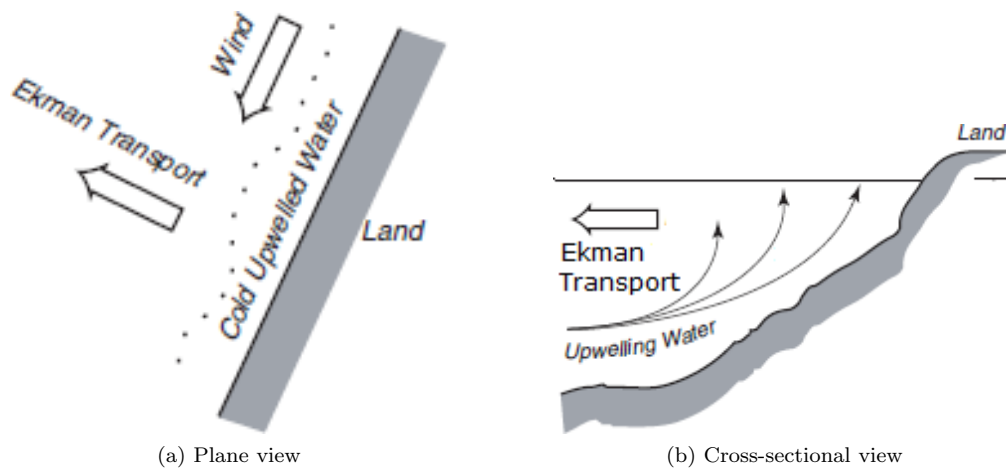 Wind
Ekman Transport
Cold Upwelled Water
Land
(a) Plane view
Land
Ekman
Transport
Upwelling Water
(b) Cross-sectional view